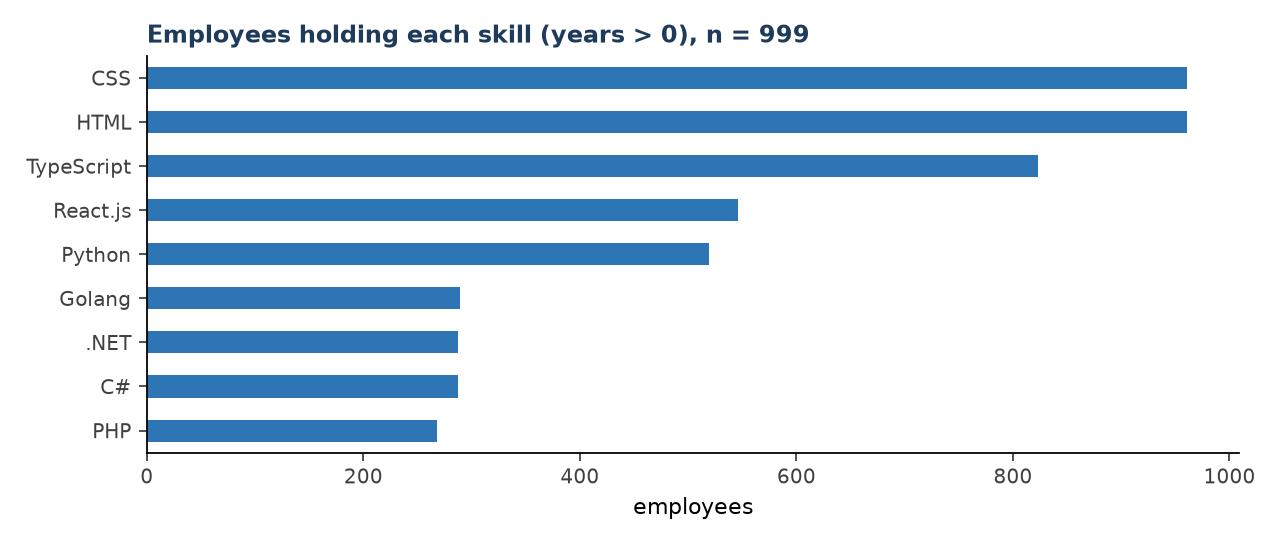 Employees holding each skill (years > 0), n = 999
CSS
HTML
TypeScript
React.js
Python
Golang
.NET
C#
PHP
0 200 400 600 800 1000
employees